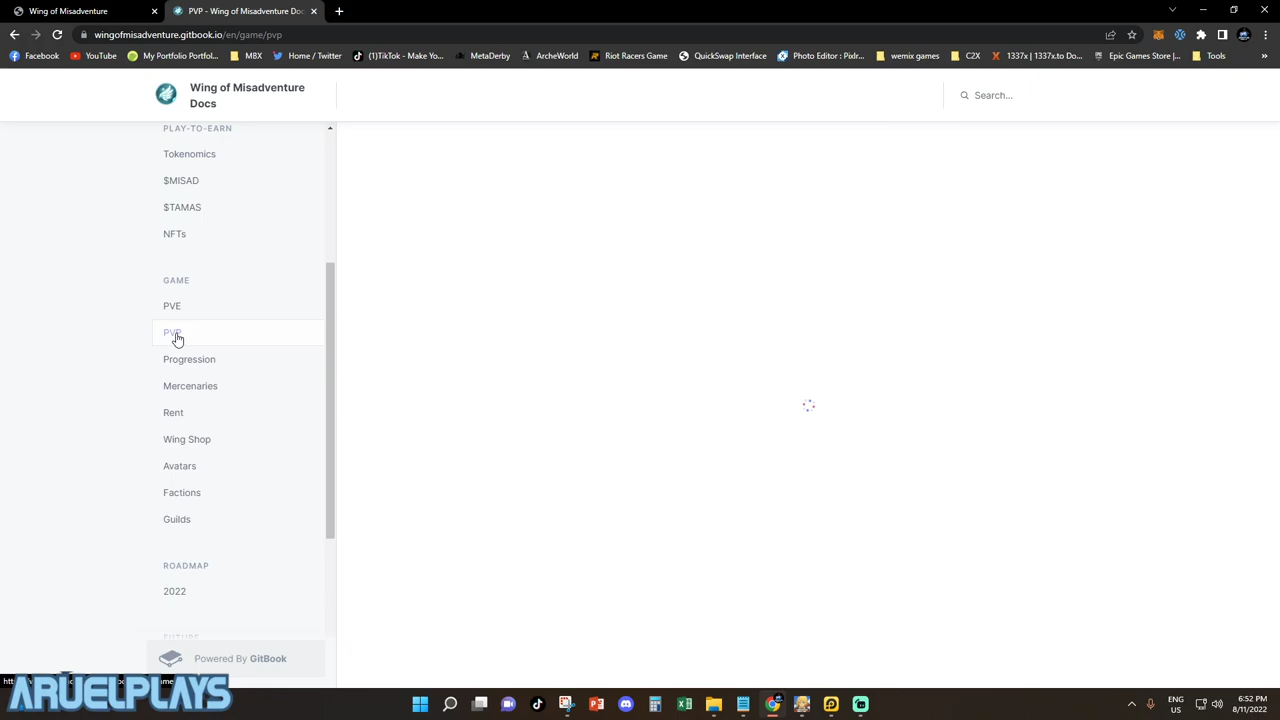 Wing of Misadventure
PVP - Wing of Misadventure Doc
wingofmisadventure.gitbook.io/en/game/pvp
Facebook
YouTube
My Portfolio Portfol...
M8X
Home / Twitter
(1)TikTok - Make Yo...
MetaDerby
ArcheWorld
Riot Racers Game
QuickSwap Interface
Photo Editor : Pixlr...
wemix games
C2X
1337x | 1337x.to Do...
Epic Games Store |...
Tools
»
Wing of Misadventure
Docs
Search...
PLAY-TO-EARN
Tokenomics
$MISAD
$TAMAS
NFTs
GAME
PVE
PVP
Progression
Mercenaries
Rent
Wing Shop
Avatars
Factions
Guilds
ROADMAP
2022
FUTURE
Powered By GitBook
ARUELPLAYS
ENG
US
6:52 PM
8/11/2022